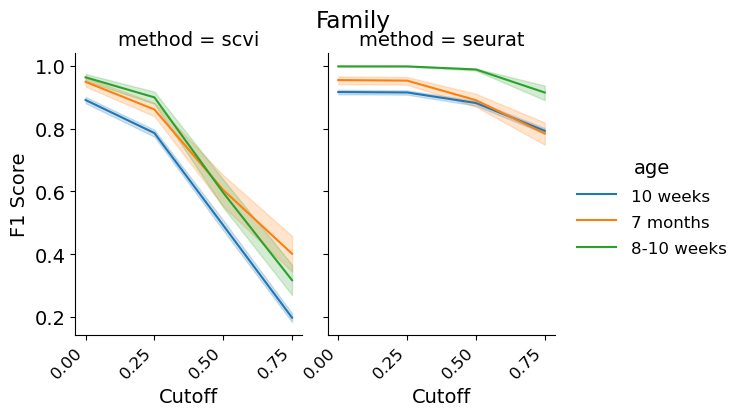 Family
method = scvi
method = seurat
F1 Score
1.0
0.8
0.6
0.4
0.2
0.00
0.25
0.50
0.75
Cutoff
0.00
0.25
0.50
0.75
Cutoff
age
10 weeks
7 months
8-10 weeks